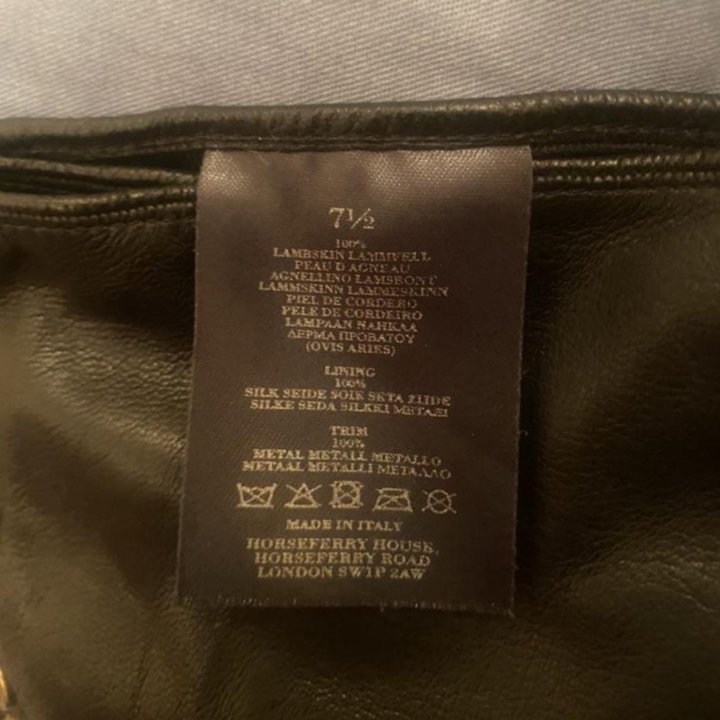 7½
100%
LAMBSKIN LAMMFELL
PEAU D'AGNEAU
AGNELLINO LAMSBONT
LAMMSKINN LAMMESKINN
PIEL DE CORDERO
PELE DE CORDEIRO
LAMPAAN NAHKAA
ΔΕΡΜΑ ΠΡΟΒΑΤΟΥ
(OVIS ARIES)
LINING
100%
SILK SEIDE SOIE SETA ZIJDE
SILKE SEDA SILKKI ΜΕΤΑΞΙ
TRIM
100%
METAL METALL METALLO
METAAL METALLI ΜΕΤΑΛΛΟ
MADE IN ITALY
HORSEFERRY HOUSE,
HORSEFERRY ROAD
LONDON SW1P 2AW